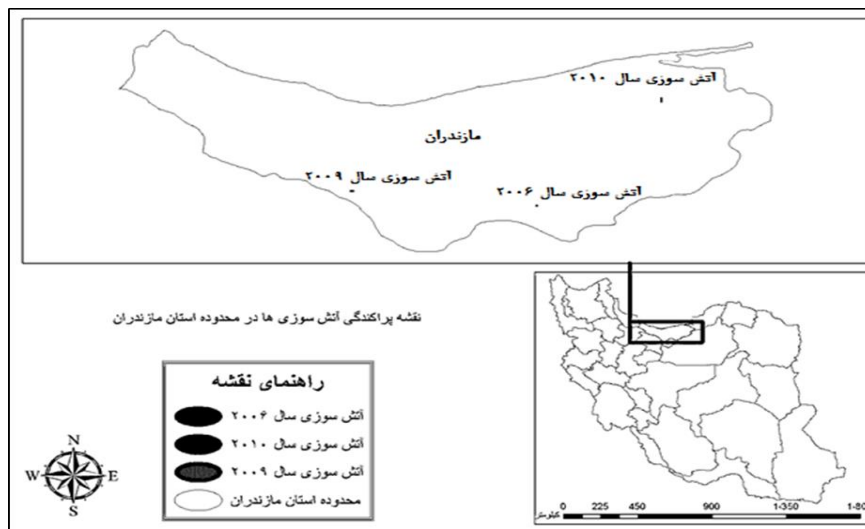 آتش سوزی سال ۲۰۱۰
مازندران
آتش سوزی سال ۲۰۰۹
آتش سوزی سال ۲۰۰۶
نقشه پراکندگی آتش سوزی ها در محدوده استان مازندران
راهنمای نقشه
آتش سوزی سال ۲۰۰۶
آتش سوزی سال ۲۰۱۰
آتش سوزی سال ۲۰۰۹
محدوده استان مازندران
N
W E
S
0 225 450 900 1-350 1-80
کیلومتر